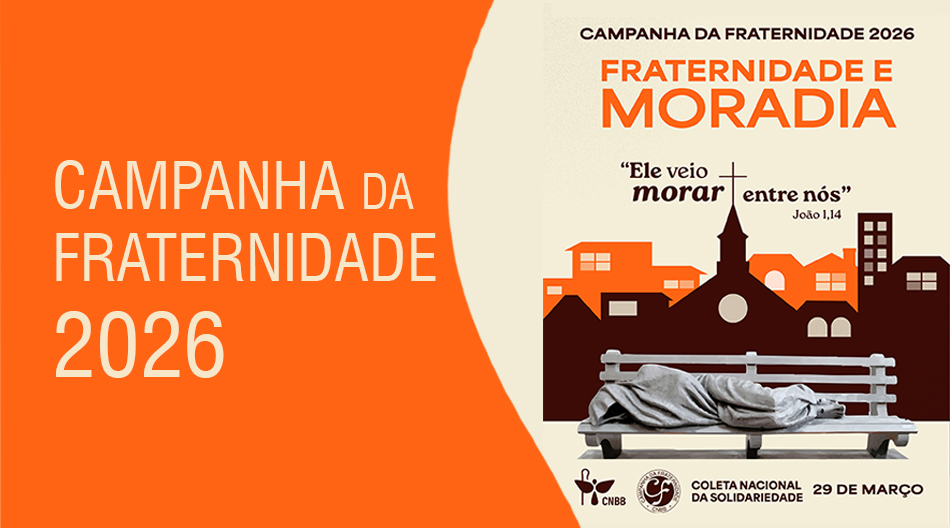 CAMPANHA DA
FRATERNIDADE
2026
CAMPANHA DA FRATERNIDADE 2026
FRATERNIDADE E
MORADIA
“Ele veio
morar entre nós”
João 1,14
CNBB
CAMPANHA DA FRATERNIDADE
CF
CNBB
COLETA NACIONAL
DA SOLIDARIEDADE
29 DE MARÇO